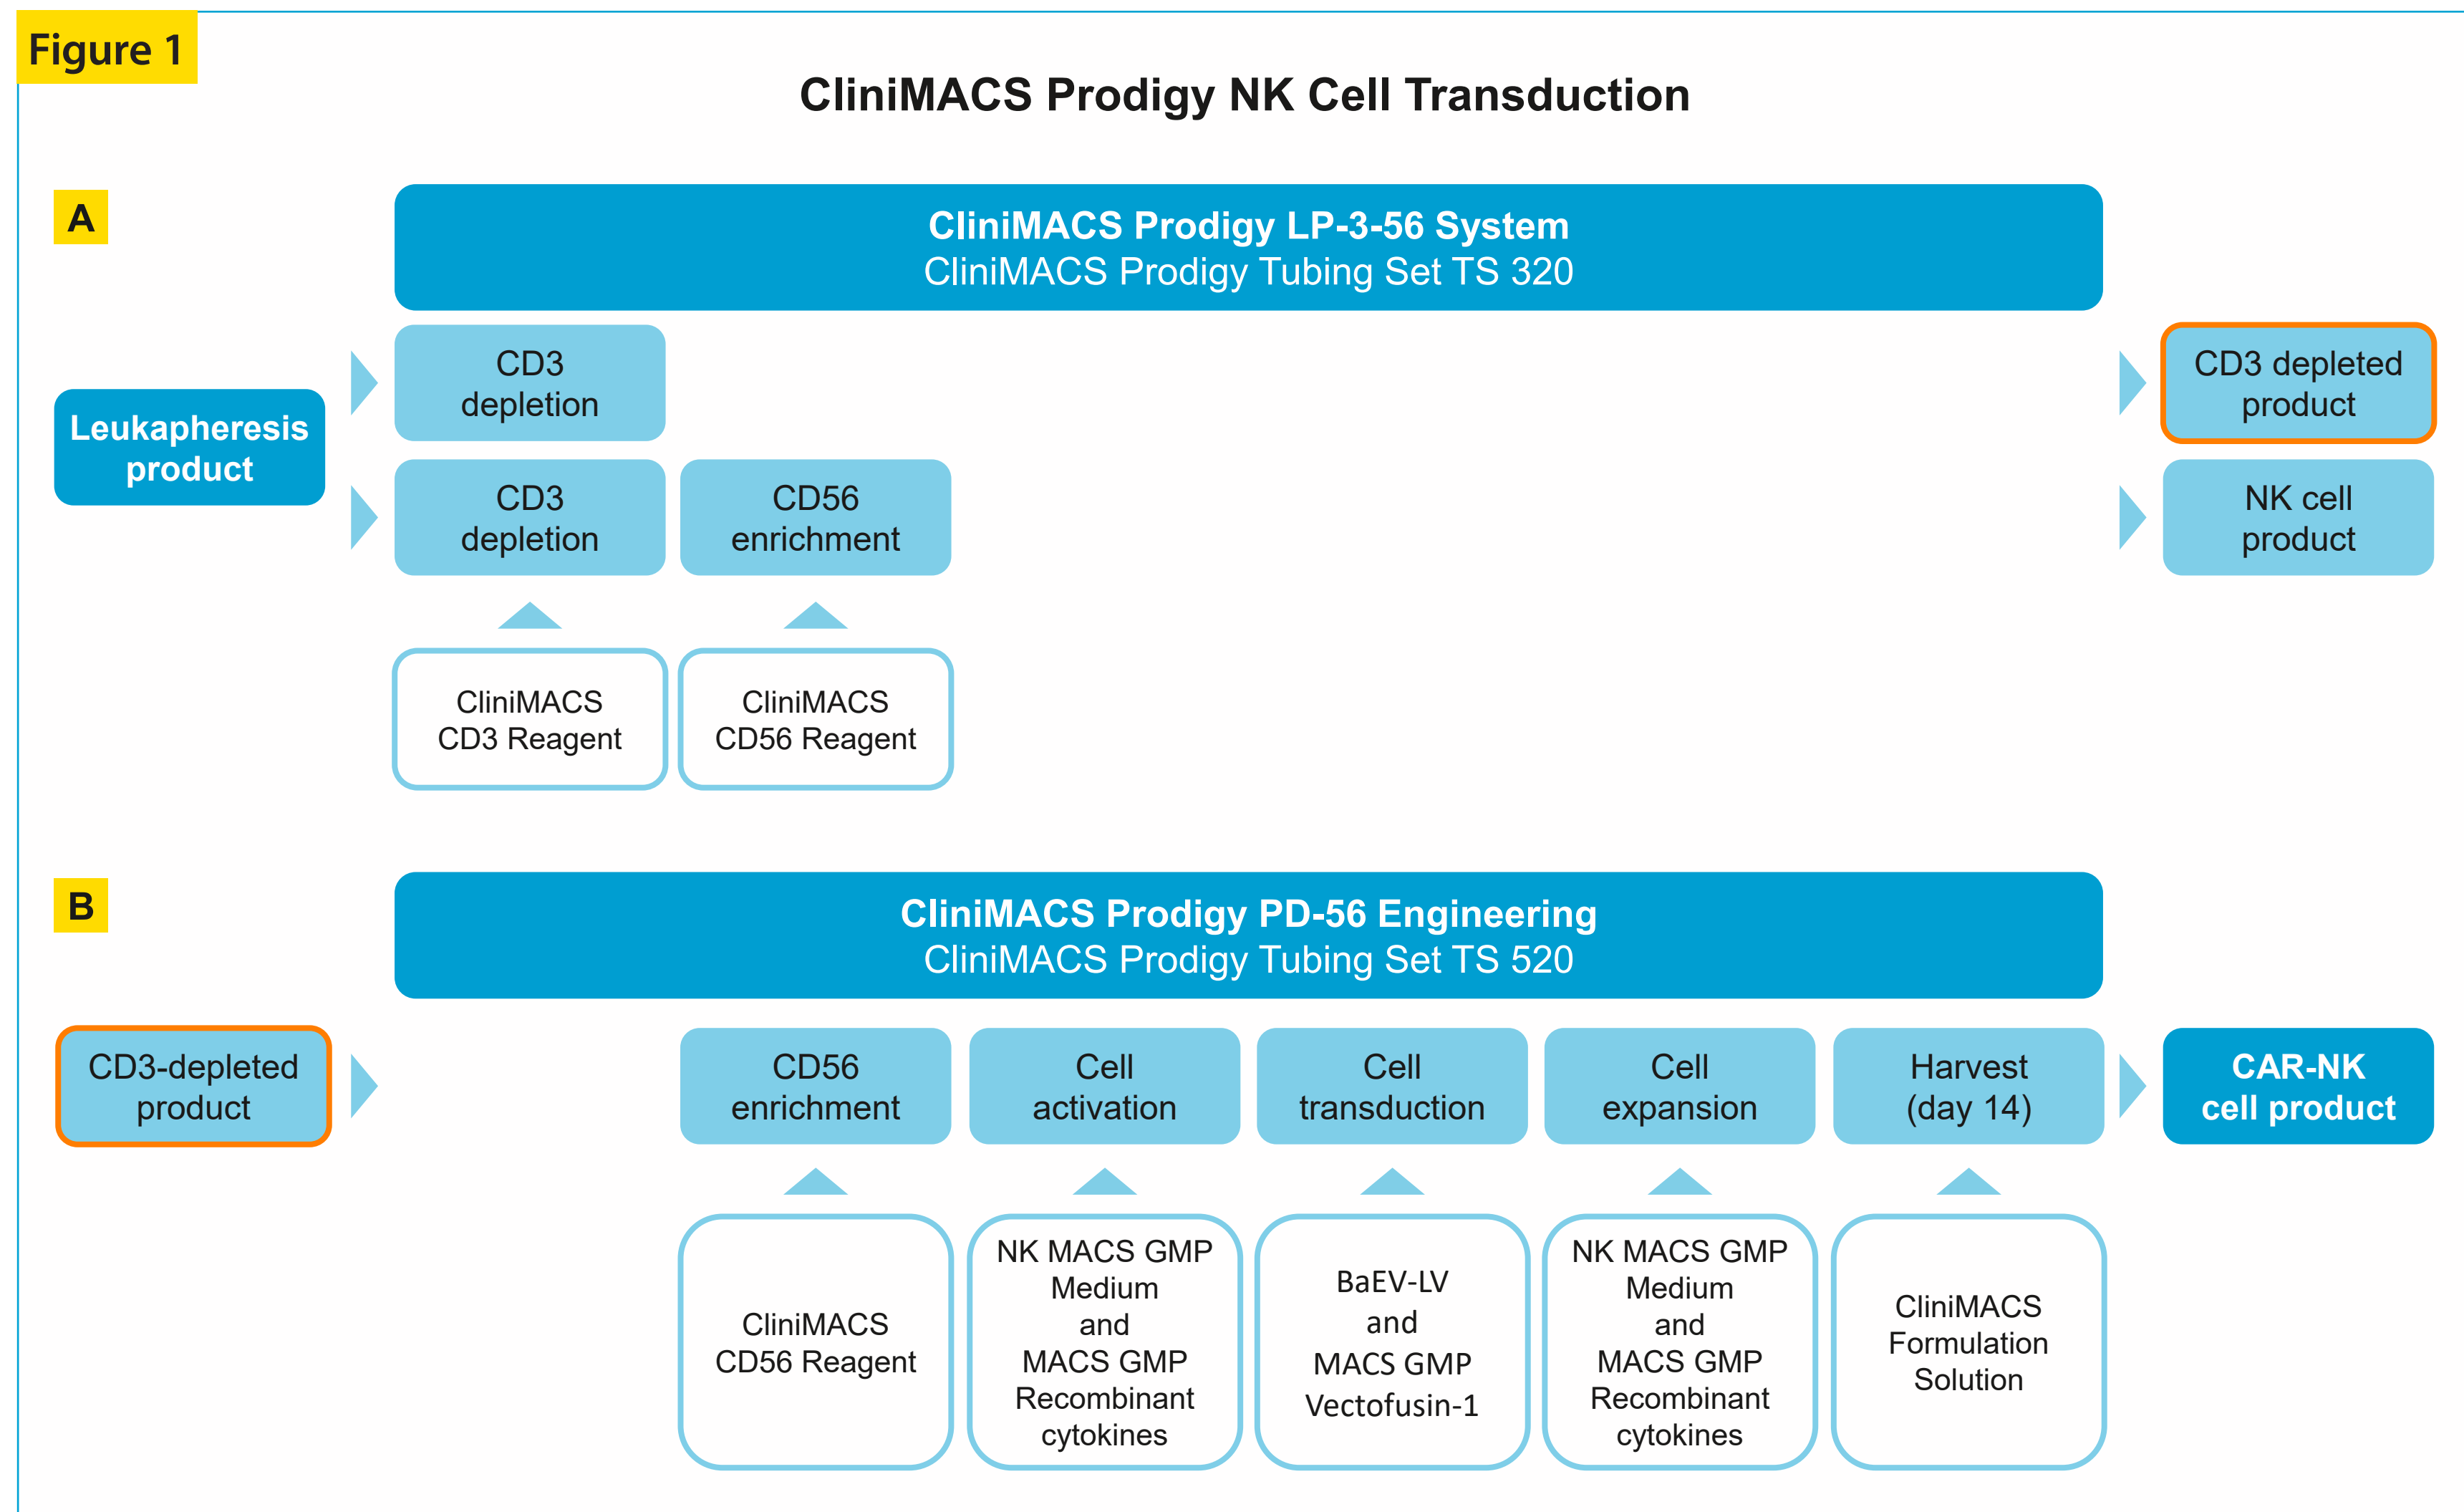 Figure 1
CliniMACS Prodigy NK Cell Transduction
A
CliniMACS Prodigy LP-3-56 System
CliniMACS Prodigy Tubing Set TS 320
Leukapheresis
product
CD3
depletion
CD3 depleted
product
CD3
depletion
CD56
enrichment
NK cell
product
CliniMACS
CD3 Reagent
CliniMACS
CD56 Reagent
B
CliniMACS Prodigy PD-56 Engineering
CliniMACS Prodigy Tubing Set TS 520
CD3-depleted
product
CD56
enrichment
Cell
activation
Cell
transduction
Cell
expansion
Harvest
(day 14)
CAR-NK
cell product
CliniMACS
CD56 Reagent
NK MACS GMP
Medium
and
MACS GMP
Recombinant
cytokines
BaEV-LV
and
MACS GMP
Vectofusin-1
NK MACS GMP
Medium
and
MACS GMP
Recombinant
cytokines
CliniMACS
Formulation
Solution